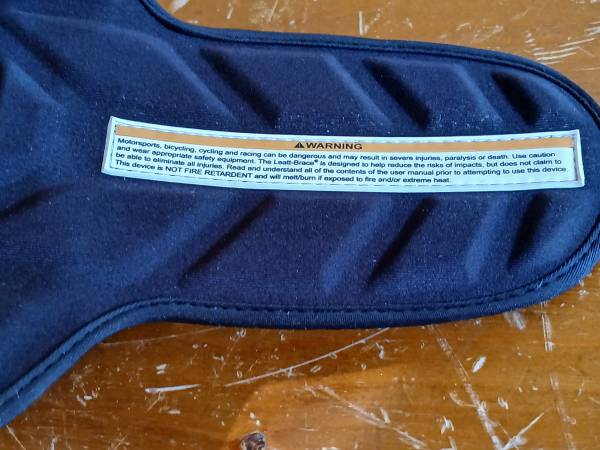 ⚠WARNING
Motorsports, bicycling, cycling and racing can be dangerous and may result in severe injuries, paralysis or death. Use caution
and wear appropriate safety equipment. The Leatt-Brace® is designed to help reduce the risks of impacts, but does not claim to
be able to eliminate all injuries. Read and understand all of the contents of the user manual prior to attempting to use this device.
This device is NOT FIRE RETARDENT and will melt/burn if exposed to fire and/or extreme heat.